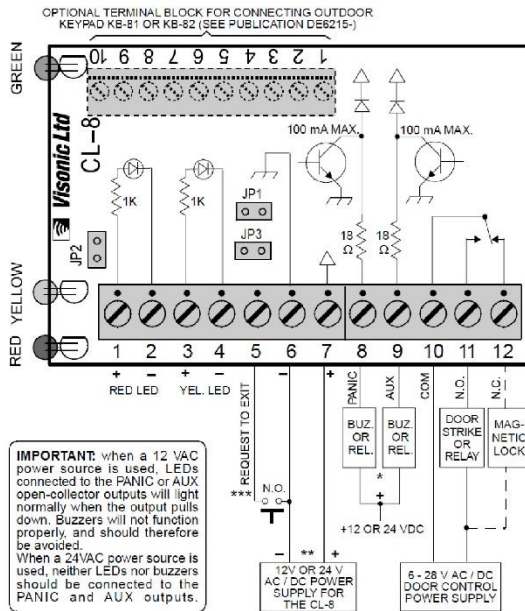 OPTIONAL TERMINAL BLOCK FOR CONNECTING OUTDOOR
KEYPAD KB-81 OR KB-82 (SEE PUBLICATION DE6215-)
GREEN
10 9 8 7 6 5 4 3 2 1
Visonic Ltd
CL-8
100 mA MAX.
100 mA MAX.
1K
1K
JP1
JP3
JP2
18 Ω
18 Ω
YELLOW
RED
1 2 3 4 5 6 7 8 9 10 11 12
+ - + - - +
RED LED
YEL. LED
REQUEST TO EXIT
PANIC
AUX
COM
N.O.
N.C.
BUZ. OR REL.
BUZ. OR REL.
DOOR STRIKE OR RELAY
MAG-
NETIC
LOCK
***
N.O.
*
+
+12 OR 24 VDC
- ** +
12V OR 24 V
AC / DC POWER
SUPPLY FOR
THE CL-8
6 - 28 V AC / DC
DOOR CONTROL
POWER SUPPLY
IMPORTANT: when a 12 VAC
power source is used, LEDs
connected to the PANIC or AUX
open-collector outputs will light
normally when the output pulls
down. Buzzers will not function
properly, and should therefore
be avoided.
When a 24VAC power source is
used, neither LEDs nor buzzers
should be connected to the
PANIC and AUX outputs.